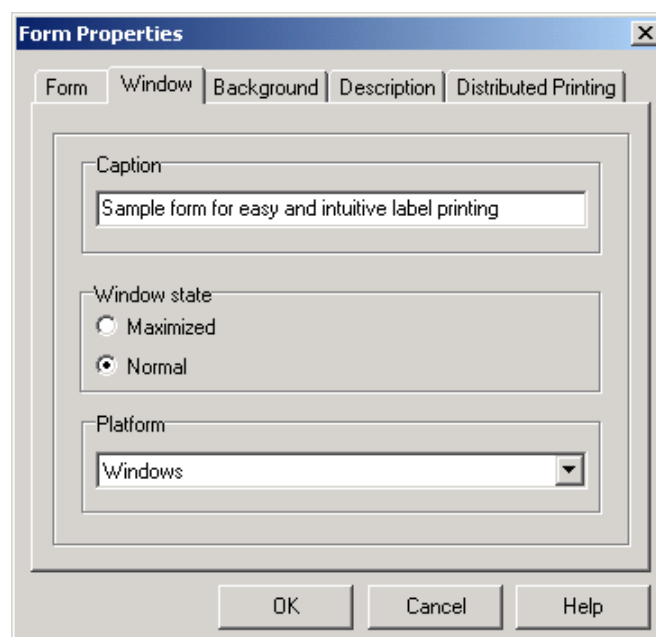 Form Properties
Form Window Background Description Distributed Printing
Caption
Sample form for easy and intuitive label printing
Window state
Maximized
Normal
Platform
Windows
OK Cancel Help